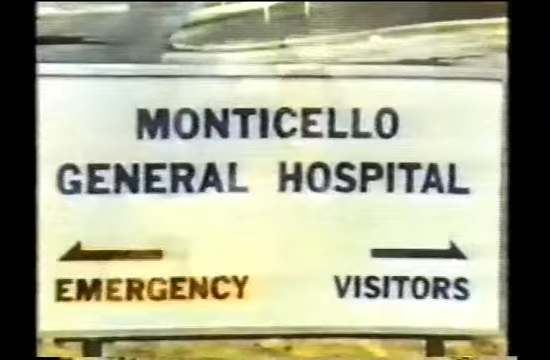 MONTICELLO
GENERAL HOSPITAL
EMERGENCY VISITORS